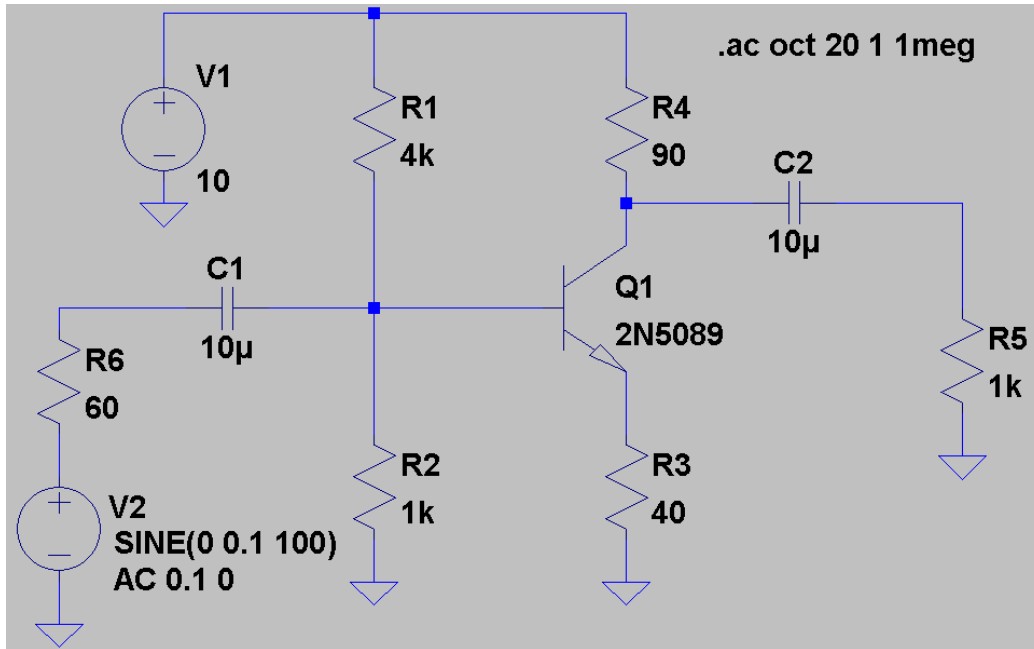 .ac oct 20 1 1meg
V1
10
R1
4k
R4
90
C2
10µ
C1
10µ
Q1
2N5089
R6
60
R5
1k
R2
1k
R3
40
V2
SINE(0 0.1 100)
AC 0.1 0